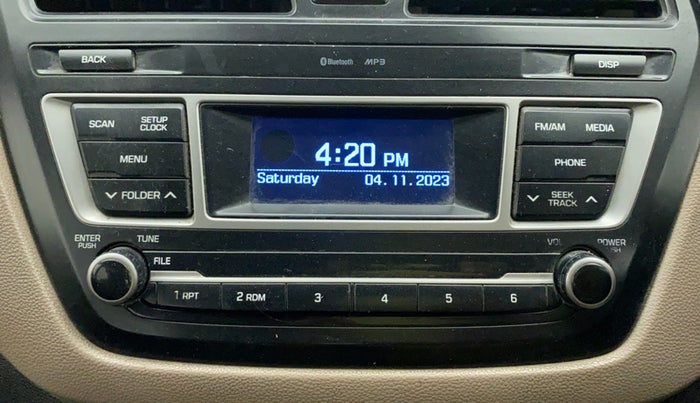 BACK
Bluetooth MP3
DISP
SCAN
SETUP
CLOCK
MENU
FOLDER
4:20 PM
Saturday 04.11.2023
FM/AM MEDIA
PHONE
SEEK
TRACK
ENTER
PUSH
TUNE
FILE
VOL
POWER
1 RPT
2 RDM
3
4
5
6